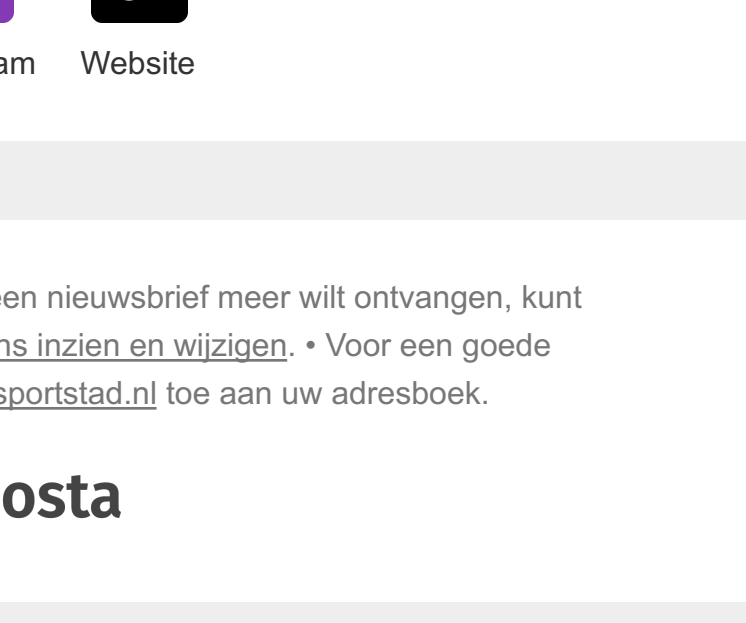 am Website
een nieuwsbrief meer wilt ontvangen, kunt
ns inzien en wijzigen. • Voor een goede
sportstad.nl toe aan uw adresboek.
osta